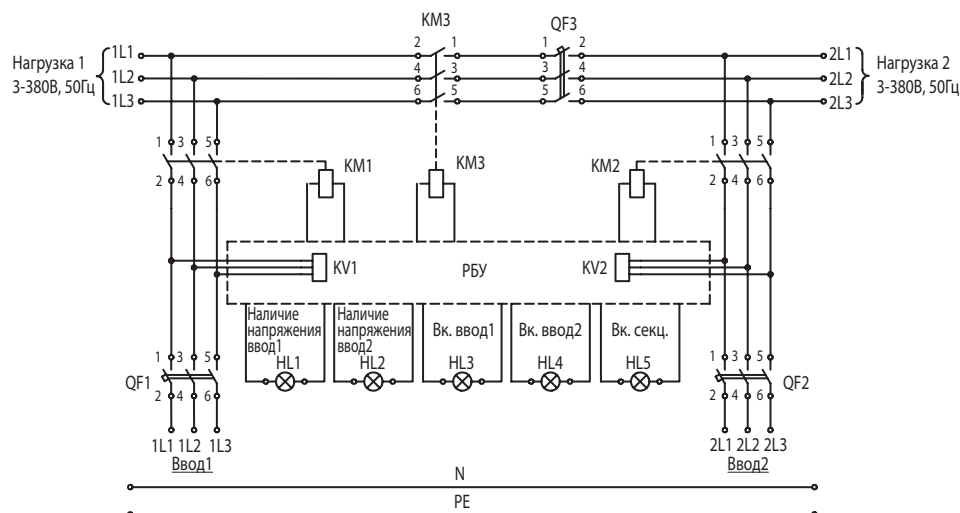 КМ3
QF3
2 1 1 2
Нагрузка 1
3-380В, 50Гц
1L1
1L2
1L3
4 3 3 4
6 5 5 6
2L1
2L2
2L3
Нагрузка 2
3-380В, 50Гц
1 3 5
2 4 6
КМ1
КМ3
КМ2
1 3 5
2 4 6
KV1
РБУ
KV2
Наличие
напряжения
ввод1
HL1
Наличие
напряжения
ввод2
HL2
Вк. ввод1
HL3
Вк. ввод2
HL4
Вк. секц.
HL5
QF1
1 3 5
2 4 6
1L1 1L2 1L3
Ввод1
1 3 5
2 4 6
QF2
2L1 2L2 2L3
Ввод2
N
PE